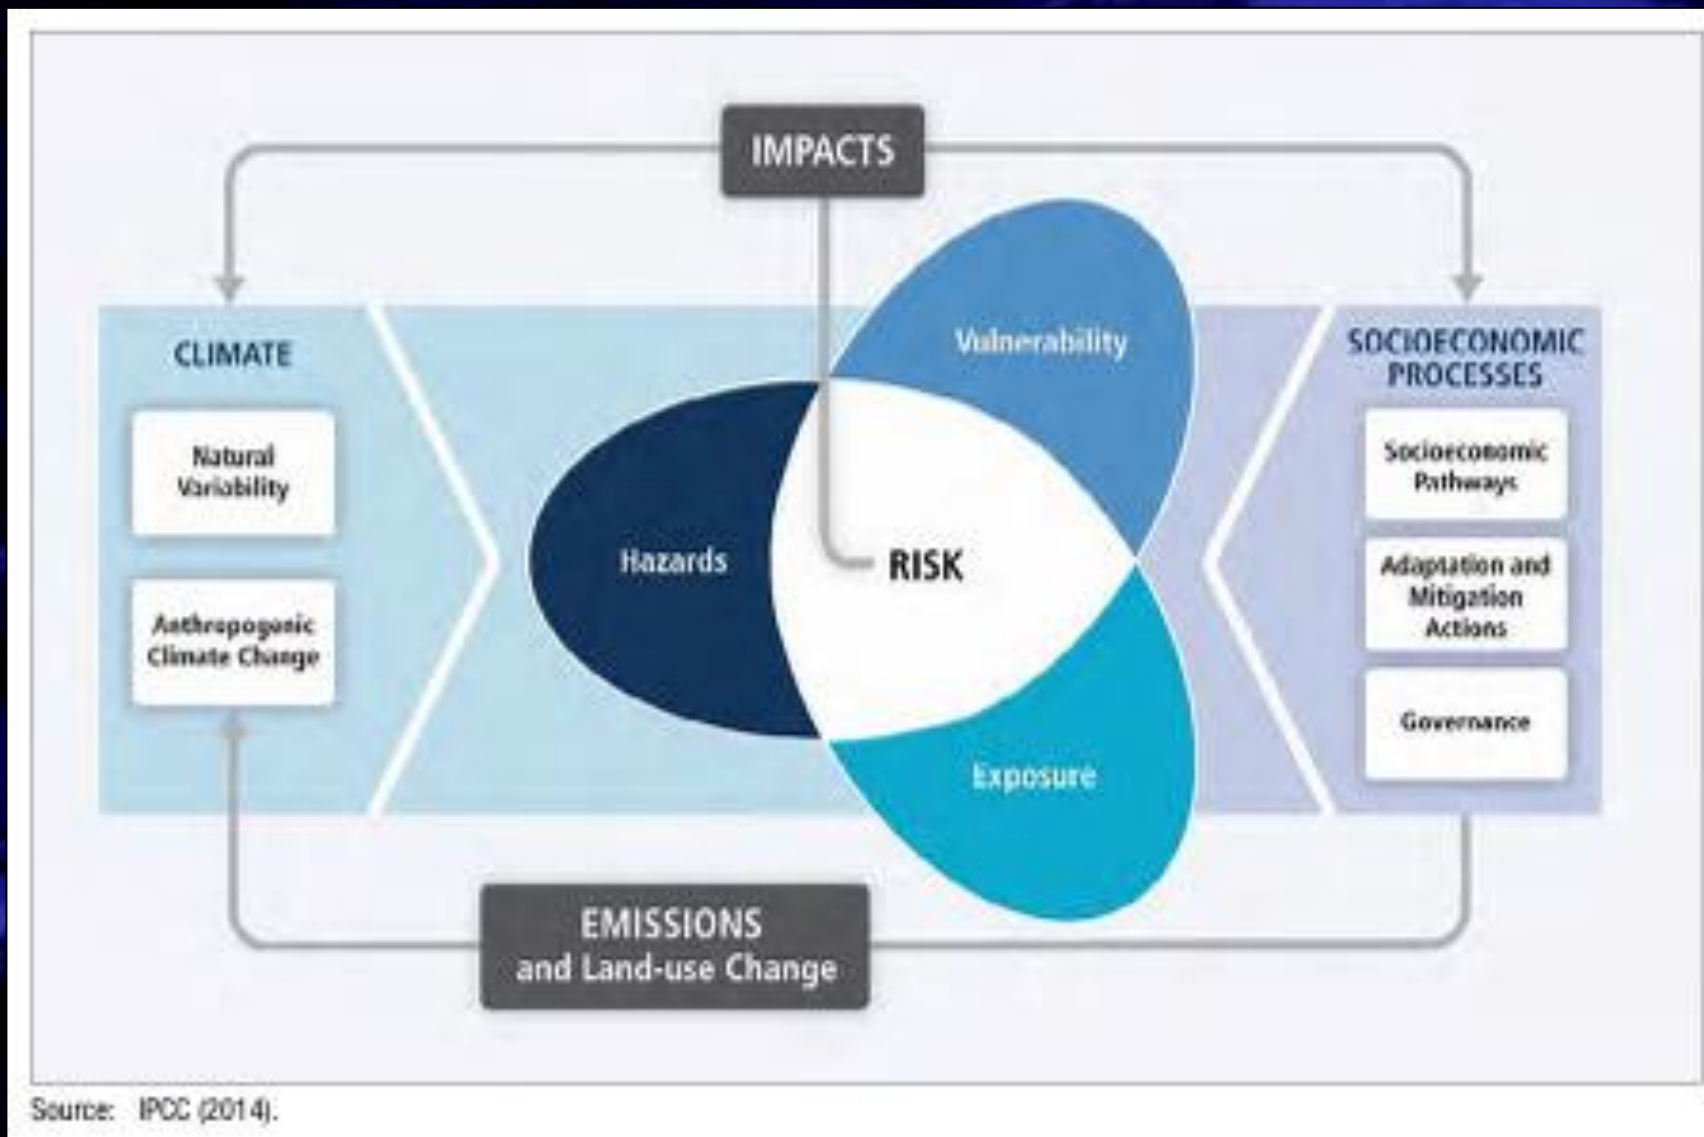 IMPACTS
CLIMATE
Natural
Variability
Anthropogenic
Climate Change
Vulnerability
Hazards
RISK
Exposure
SOCIOECONOMIC
PROCESSES
Socioeconomic
Pathways
Adaptation and
Mitigation
Actions
Governance
EMISSIONS
and Land-use Change
Source: IPCC (2014).